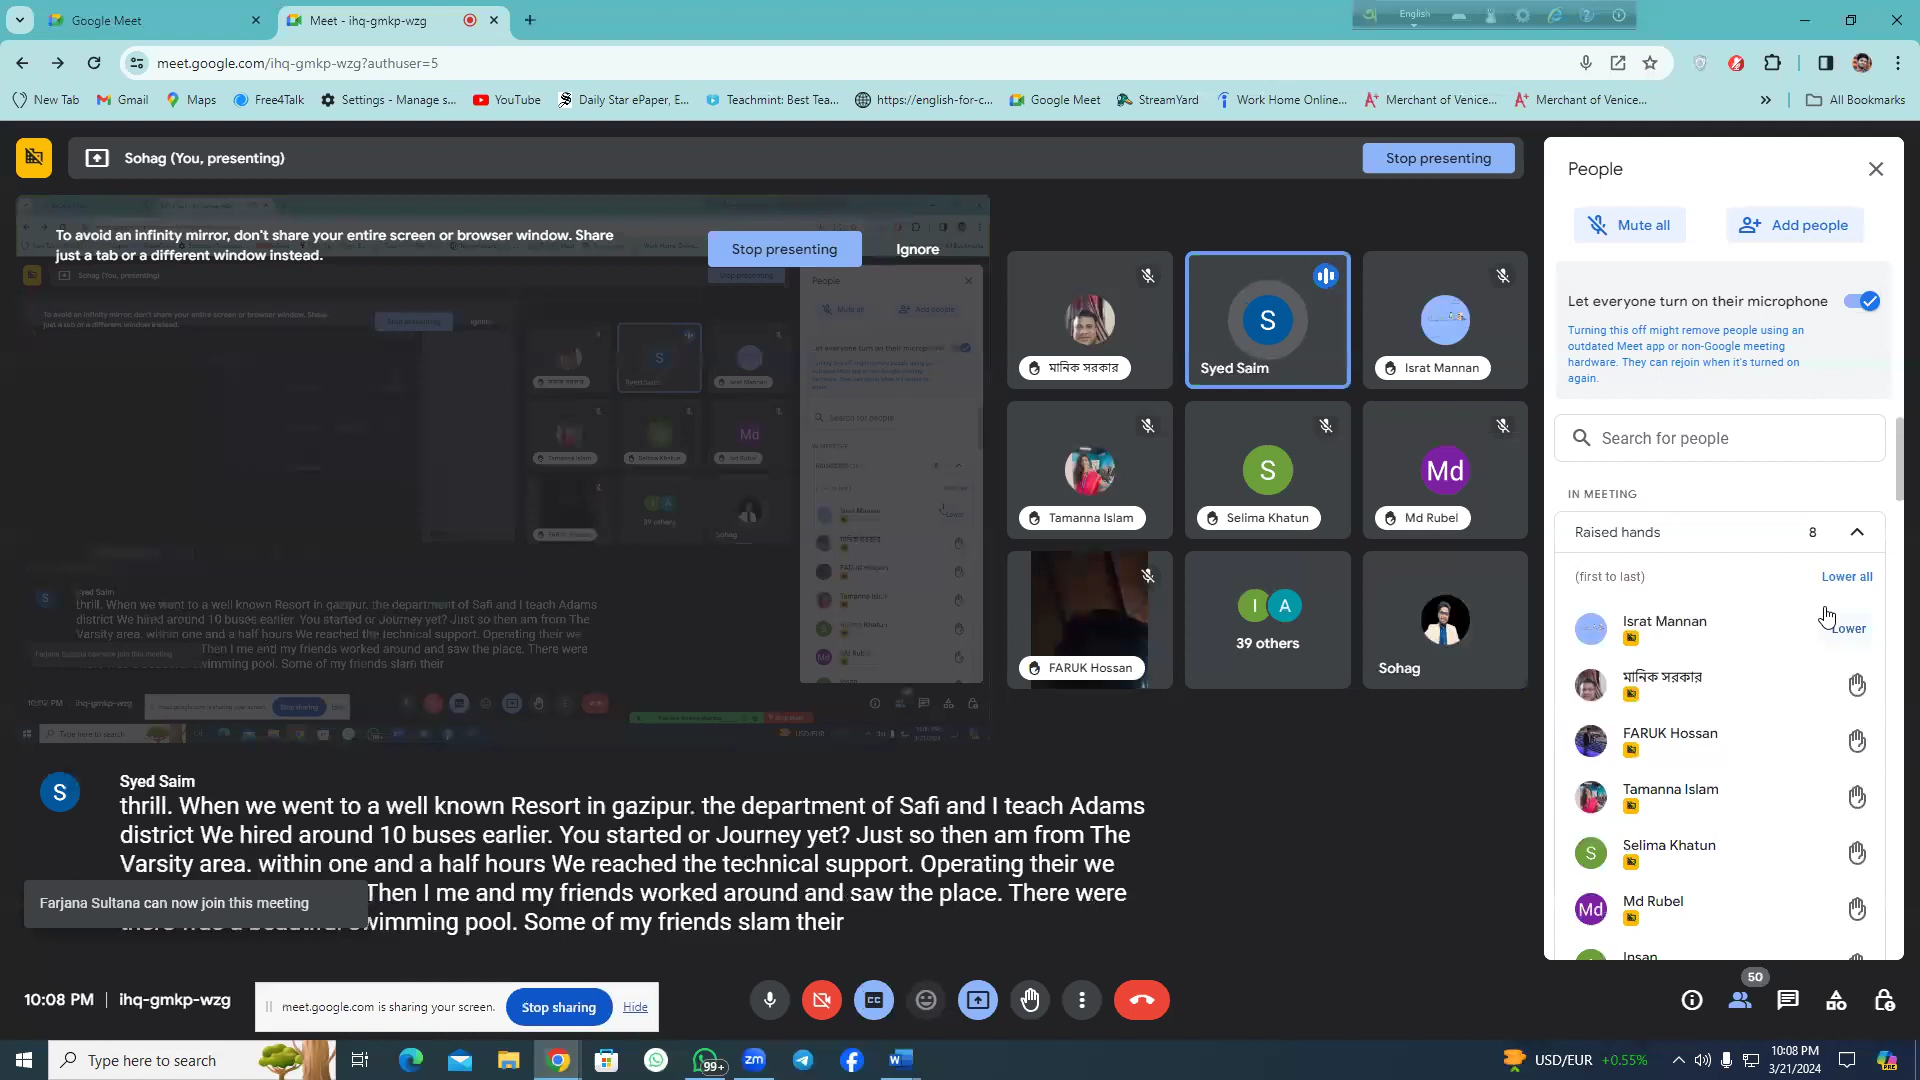 Google Meet
Meet - ihq-gmkp-wzg
English
meet.google.com/ihq-gmkp-wzg?authuser=5
New Tab
Gmail
Maps
Free4Talk
Settings - Manage s...
YouTube
Daily Star ePaper, E...
Teachmint: Best Tea...
https://english-for-c...
Google Meet
StreamYard
Work Home Online...
Merchant of Venice...
Merchant of Venice...
All Bookmarks
Sohag (You, presenting)
Stop presenting
To avoid an infinity mirror, don't share your entire screen or browser window. Share
just a tab or a different window instead.
Stop presenting
Ignore
মানিক সরকার
S
Syed Saim
Israt Mannan
Tamanna Islam
S
Selima Khatun
Md
Md Rubel
FARUK Hossan
I A
39 others
Sohag
People
Mute all
Add people
Let everyone turn on their microphone
Turning this off might remove people using an
outdated Meet app or non-Google meeting
hardware. They can rejoin when it's turned on
again.
Search for people
IN MEETING
Raised hands 8
(first to last)
Lower all
Israt Mannan
Lower
মানিক সরকার
FARUK Hossan
Tamanna Islam
S
Selima Khatun
Md
Md Rubel
Insan
S
Syed Saim
thrill. When we went to a well known Resort in gazipur. the department of Safi and I teach Adams
district We hired around 10 buses earlier. You started or Journey yet? Just so then am from The
Varsity area. within one and a half hours We reached the technical support. Operating their we
Then I me and my friends worked around and saw the place. There were
swimming pool. Some of my friends slam their
Farjana Sultana can now join this meeting
10:08 PM | ihq-gmkp-wzg
meet.google.com is sharing your screen.
Stop sharing
Hide
50
Type here to search
99+
zm
USD/EUR +0.55%
10:08 PM
3/21/2024